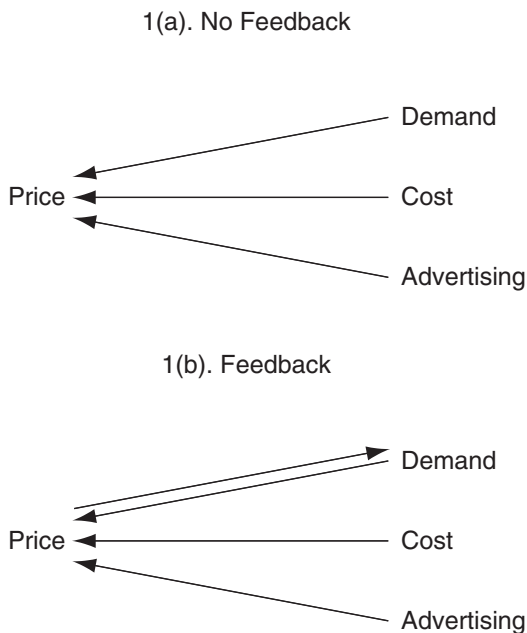 1(a). No Feedback
Demand
Price
Cost
Advertising
1(b). Feedback
Demand
Price
Cost
Advertising